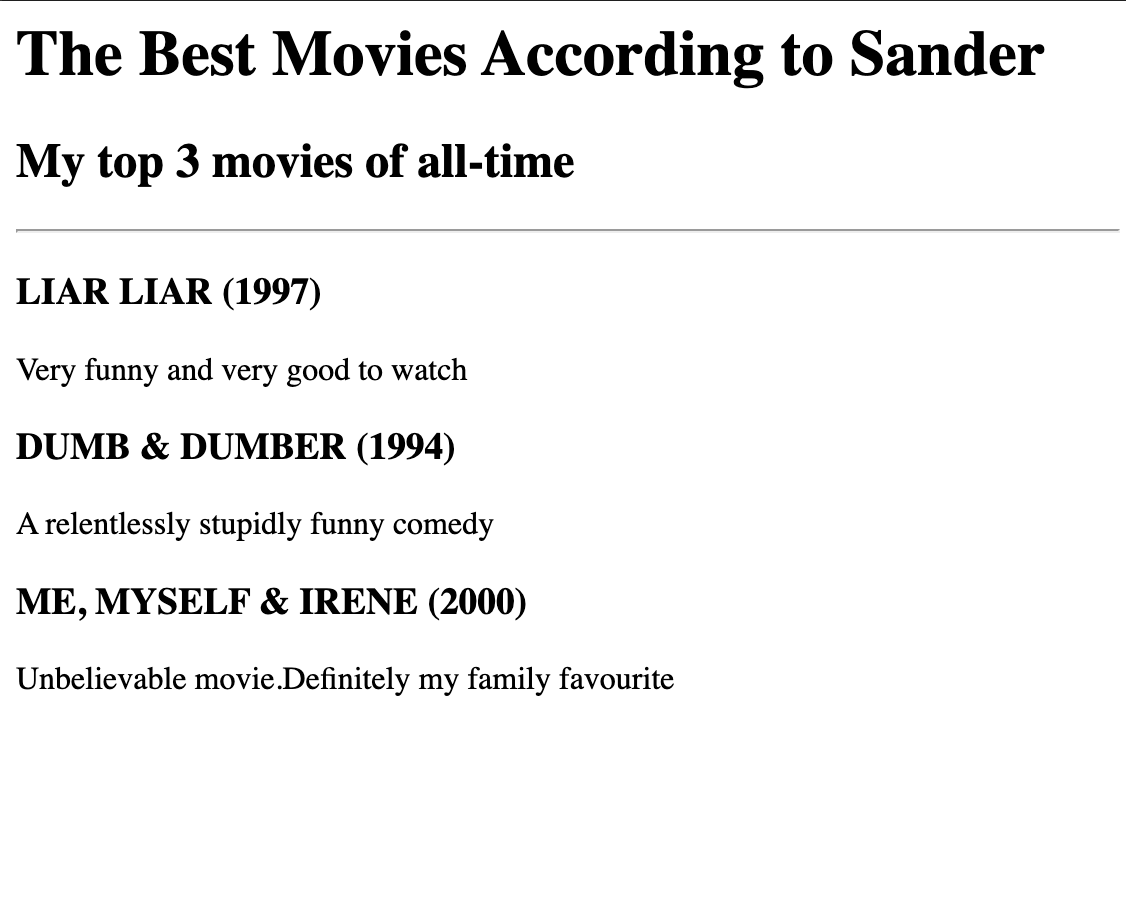 The Best Movies According to Sander
My top 3 movies of all-time
LIAR LIAR (1997)
Very funny and very good to watch
DUMB & DUMBER (1994)
A relentlessly stupidly funny comedy
ME, MYSELF & IRENE (2000)
Unbelievable movie.Definitely my family favourite